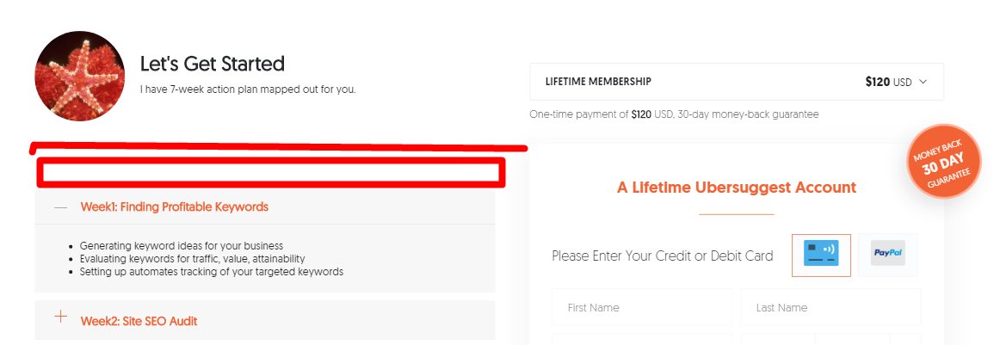 Let's Get Started
I have 7-week action plan mapped out for you.
Week1: Finding Profitable Keywords
Generating keyword ideas for your business
Evaluating keywords for traffic, value, attainability
Setting up automates tracking of your targeted keywords
Week2: Site SEO Audit
LIFETIME MEMBERSHIP $120 USD
One-time payment of $120 USD, 30-day money-back guarantee
MONEY BACK
30 DAY
GUARANTEE
A Lifetime Ubersuggest Account
Please Enter Your Credit or Debit Card PayPal
First Name Last Name